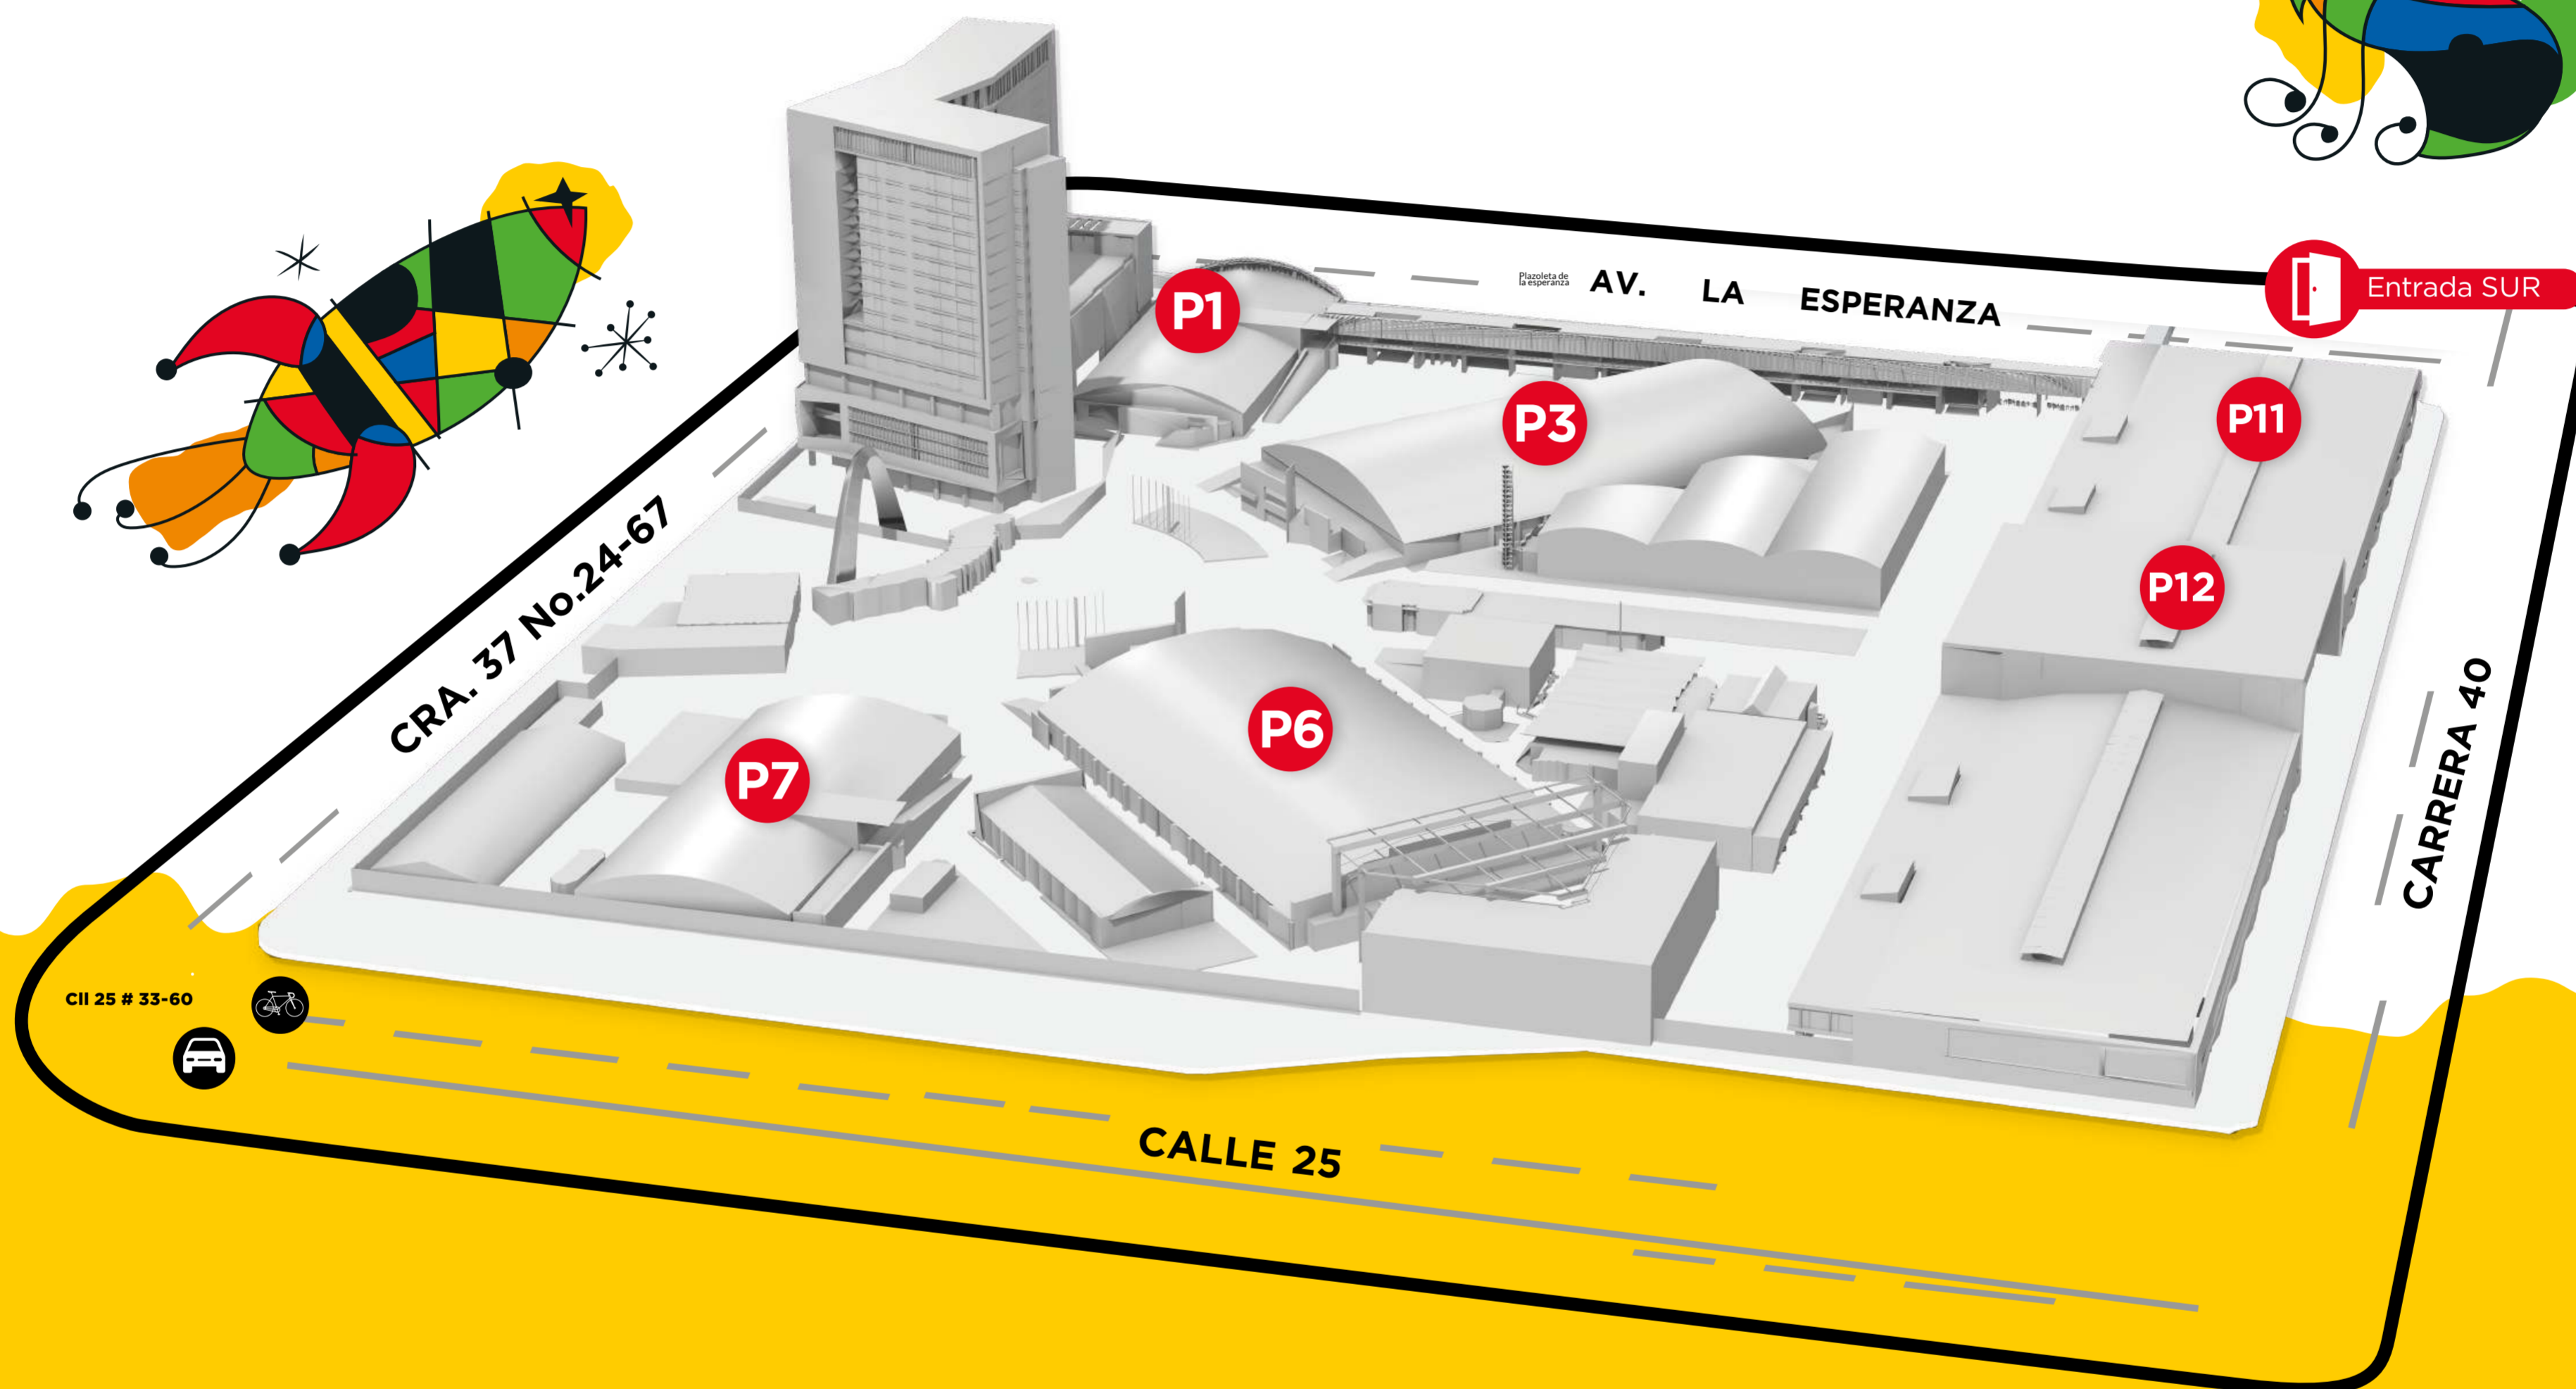 Plazoleta de
la esperanza
AV. LA ESPERANZA
Entrada SUR
P1
P3
P11
P12
CRA. 37 No.24-67
P6
P7
CARRERA 40
Cll 25 # 33-60
CALLE 25